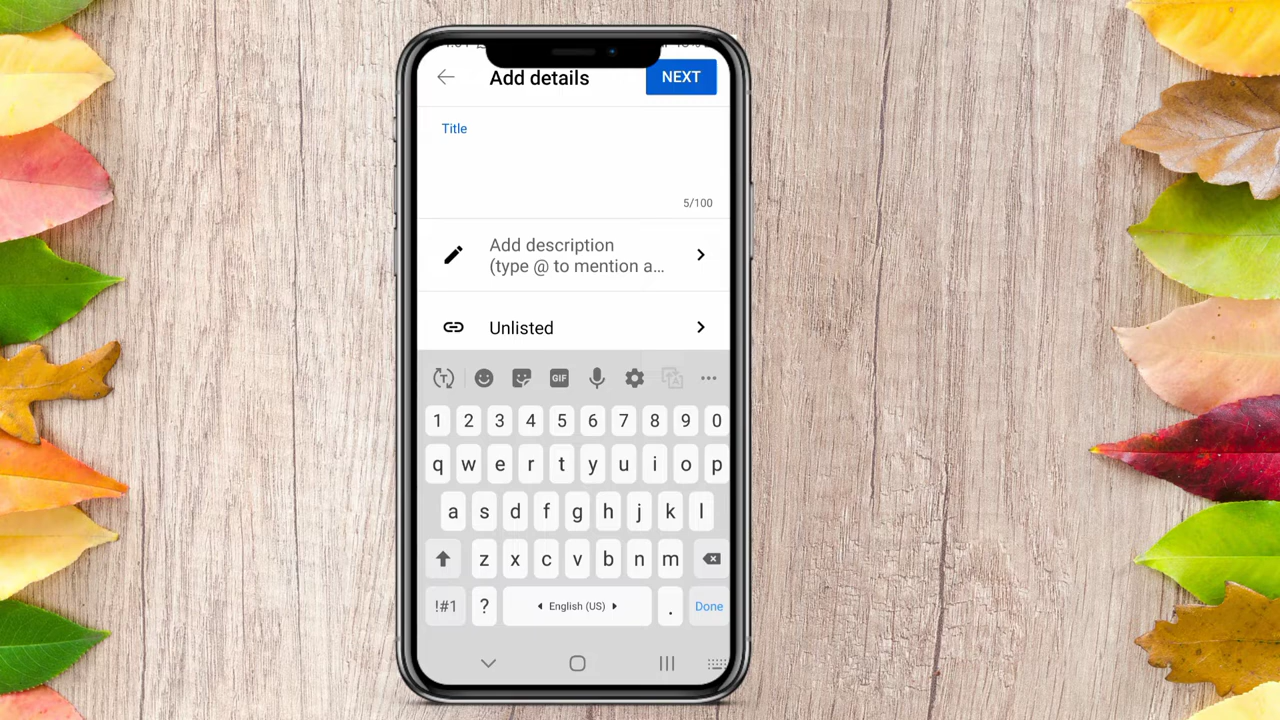 Add details
NEXT
Title
5/100
Add description
(type @ to mention a...
Unlisted
GIF
1 2 3 4 5 6 7 8 9 0
q w e r t y u i o p
a s d f g h j k l
z x c v b n m
!#1 ? English (US) . Done